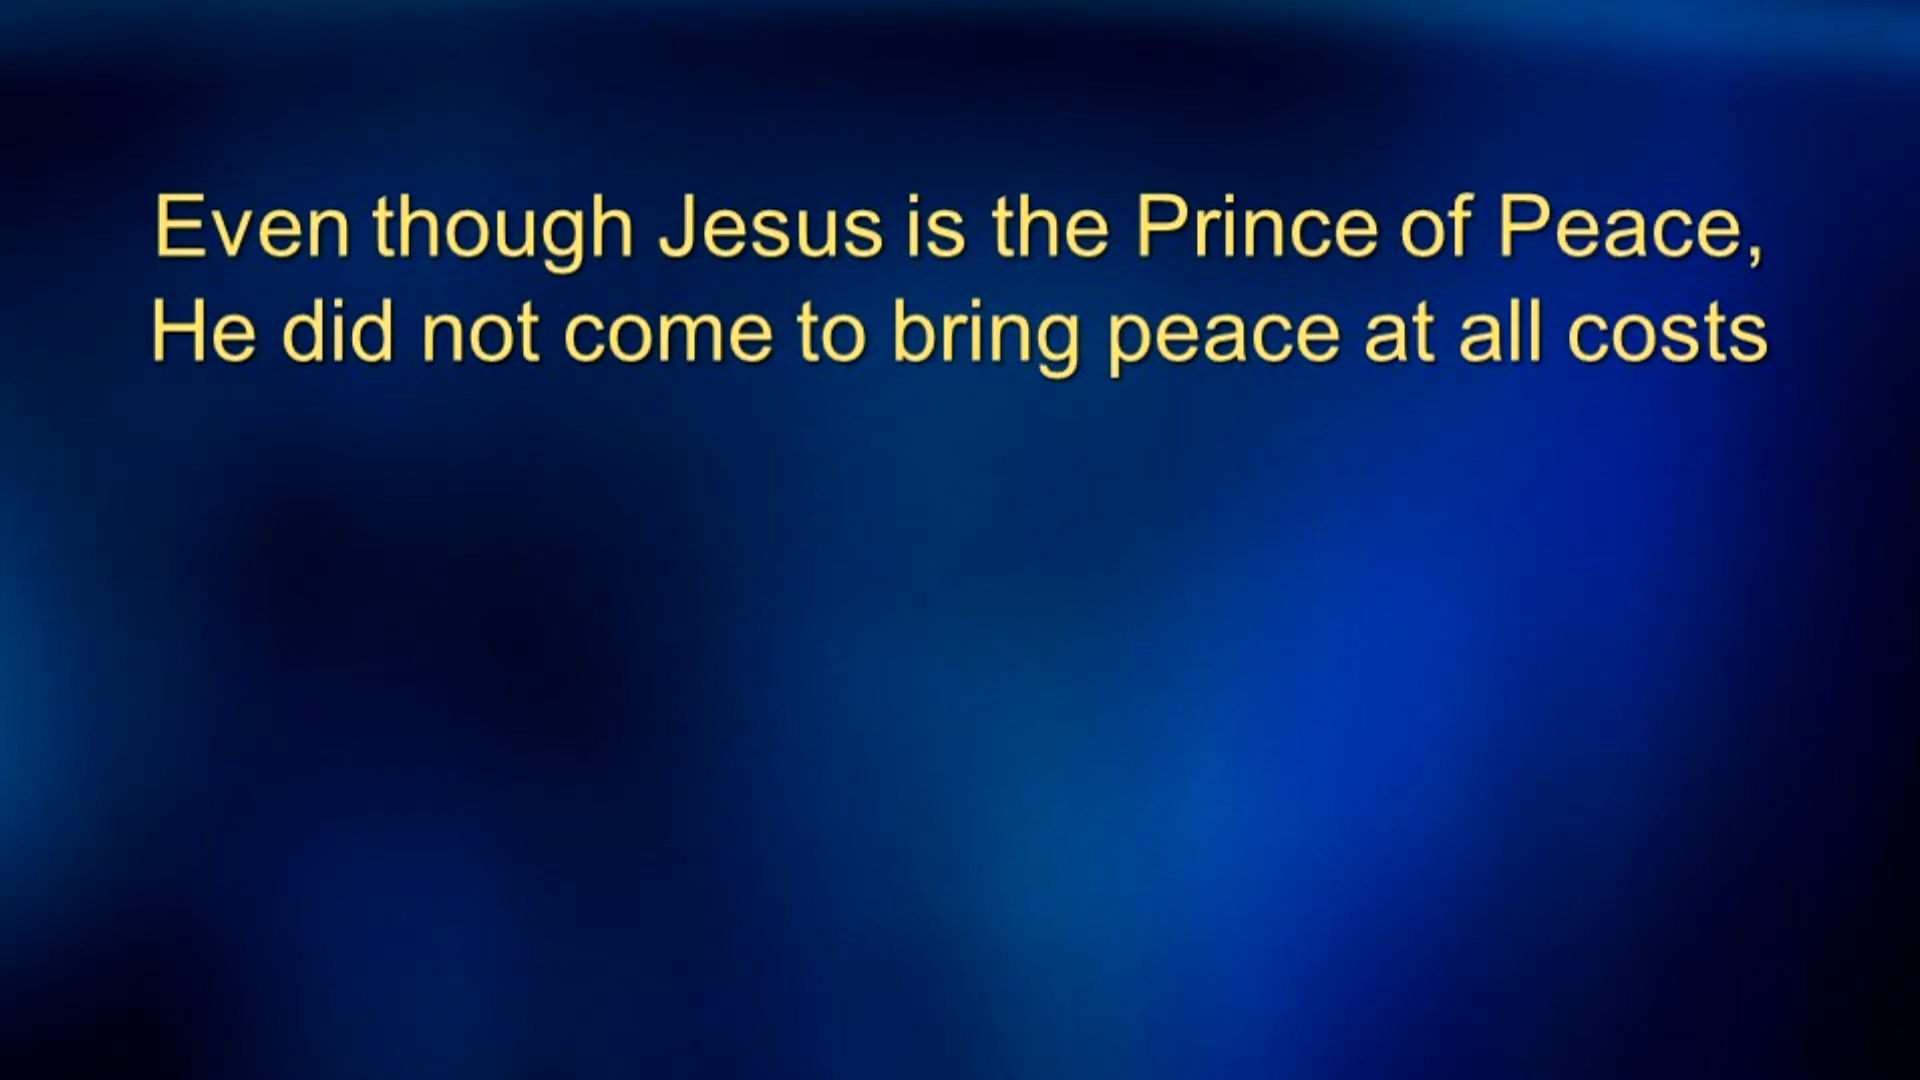 Even though Jesus is the Prince of Peace,
He did not come to bring peace at all costs